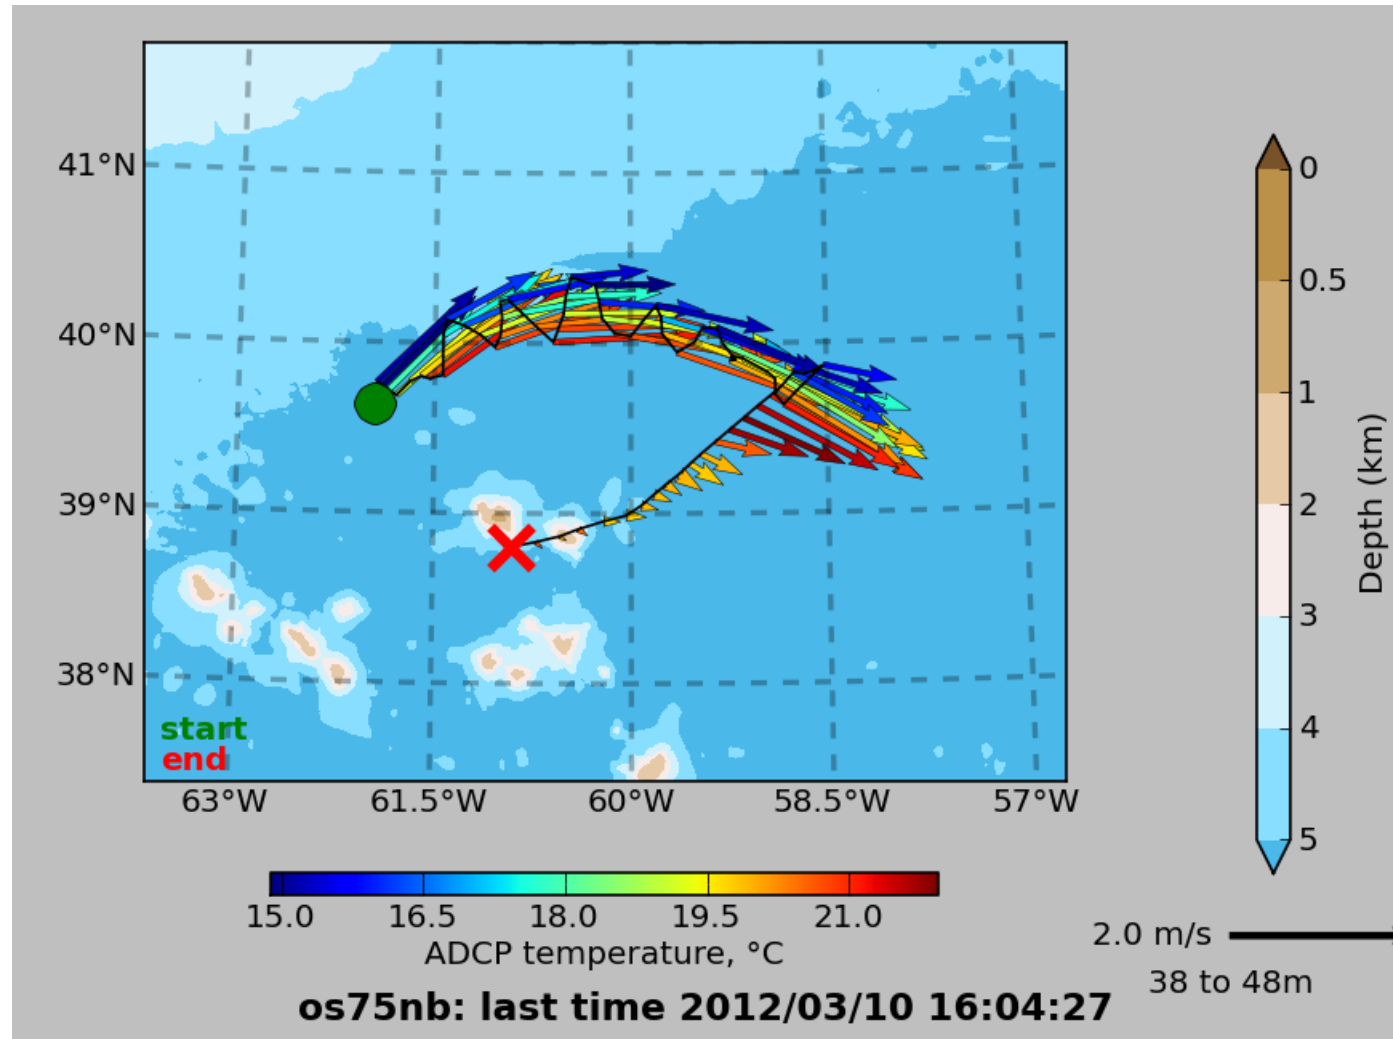 41°N
40°N
39°N
38°N
start
end
63°W 61.5°W 60°W 58.5°W 57°W
0
0.5
1
2
3
4
5
Depth (km)
15.0 16.5 18.0 19.5 21.0
ADCP temperature, °C
2.0 m/s
38 to 48m
os75nb: last time 2012/03/10 16:04:27